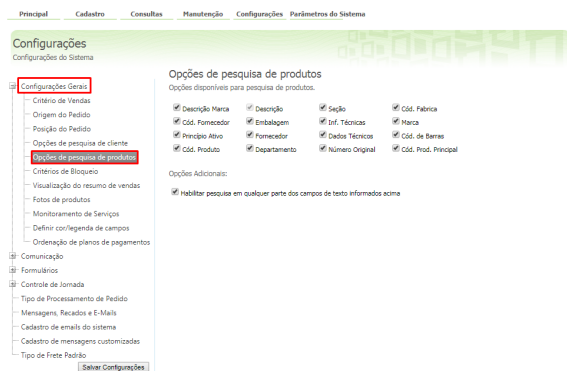 Principal Cadastro Consultas Manutenção Configurações Parâmetros do Sistema
Configurações
Configurações do Sistema
Configurações Gerais
Critério de Vendas
Origem do Pedido
Posição do Pedido
Opções de pesquisa de cliente
Opções de pesquisa de produtos
Critérios de Bloqueio
Visualização do resumo de vendas
Fotos de produtos
Monitoramento de Serviços
Definir cor/legenda de campos
Ordenação de planos de pagamentos
Comunicação
Formulários
Controle de Jornada
Tipo de Processamento de Pedido
Mensagens, Recados e E-Mails
Cadastro de emails do sistema
Cadastro de mensagens customizadas
Tipo de Frete Padrão
Salvar Configurações
Opções de pesquisa de produtos
Opções disponíveis para pesquisa de produtos.
Descrição Marca Descrição Seção Cód. Fabrica
Cód. Fornecedor Embalagem Inf. Técnicas Marca
Princípio Ativo Fornecedor Dados Técnicos Cód. de Barras
Cód. Produto Departamento Número Original Cód. Prod. Principal
Opções Adicionais:
Habilitar pesquisa em qualquer parte dos campos de texto informados acima